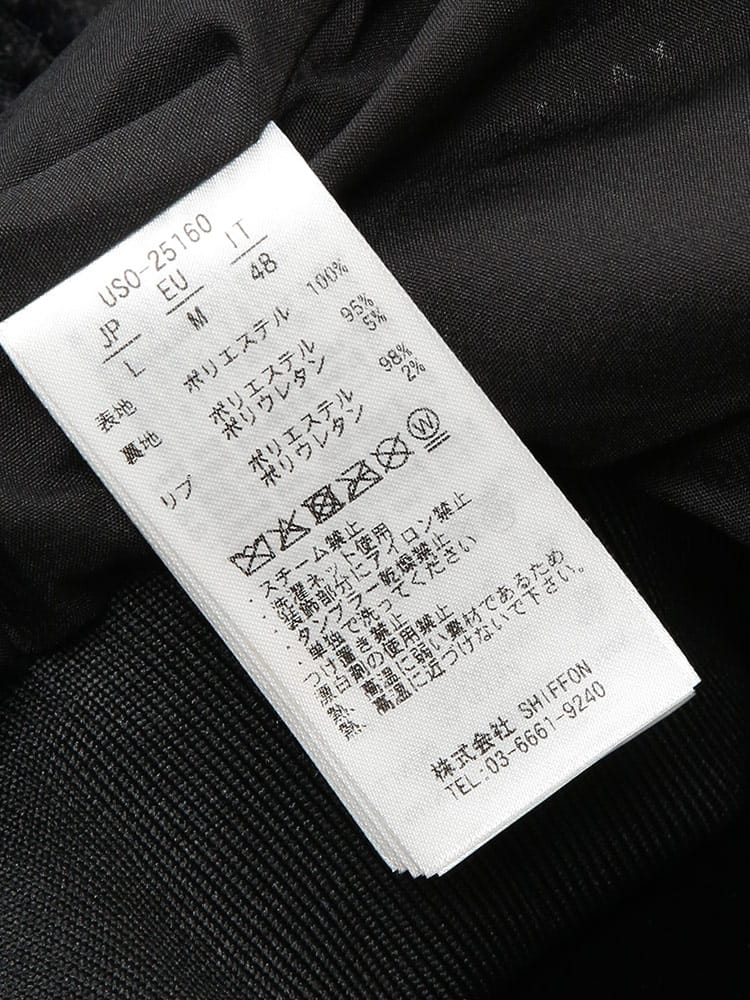 USO-25160
JP EU IT
L M 48
表地 ポリエステル 100%
裏地 ポリエステル 95%
ポリウレタン 5%
リブ ポリエステル 98%
ポリウレタン 2%
W
・スチーム禁止
・洗濯ネット使用
・装飾部分にアイロン禁止
・タンブラー乾燥禁止
・単独で洗ってください
つけ置き禁止
漂白剤の使用禁止
熱、高温に弱い素材であるため
熱、高温に近づけないで下さい。
株式会社 SHIFFON
TEL:03-6661-9240